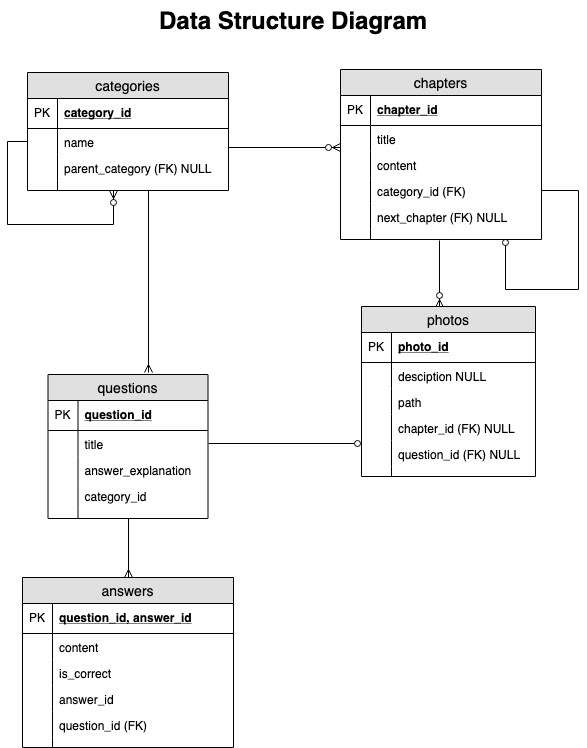 Data Structure Diagram
categories
PK category_id
name
parent_category (FK) NULL
chapters
PK chapter_id
title
content
category_id (FK)
next_chapter (FK) NULL
photos
PK photo_id
desciption NULL
path
chapter_id (FK) NULL
question_id (FK) NULL
questions
PK question_id
title
answer_explanation
category_id
answers
PK question_id, answer_id
content
is_correct
answer_id
question_id (FK)